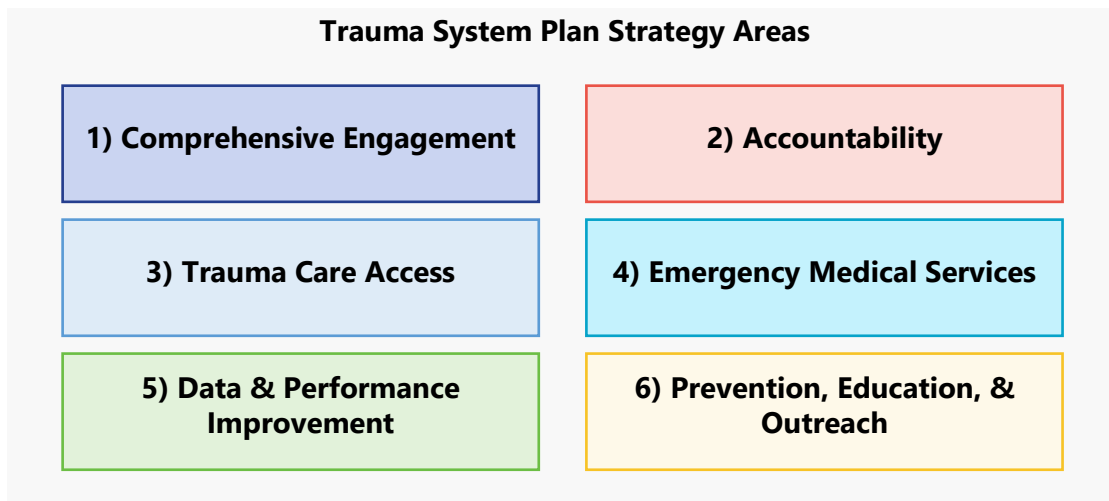 Trauma System Plan Strategy Areas
1) Comprehensive Engagement
2) Accountability
3) Trauma Care Access
4) Emergency Medical Services
5) Data & Performance
Improvement
6) Prevention, Education, &
Outreach